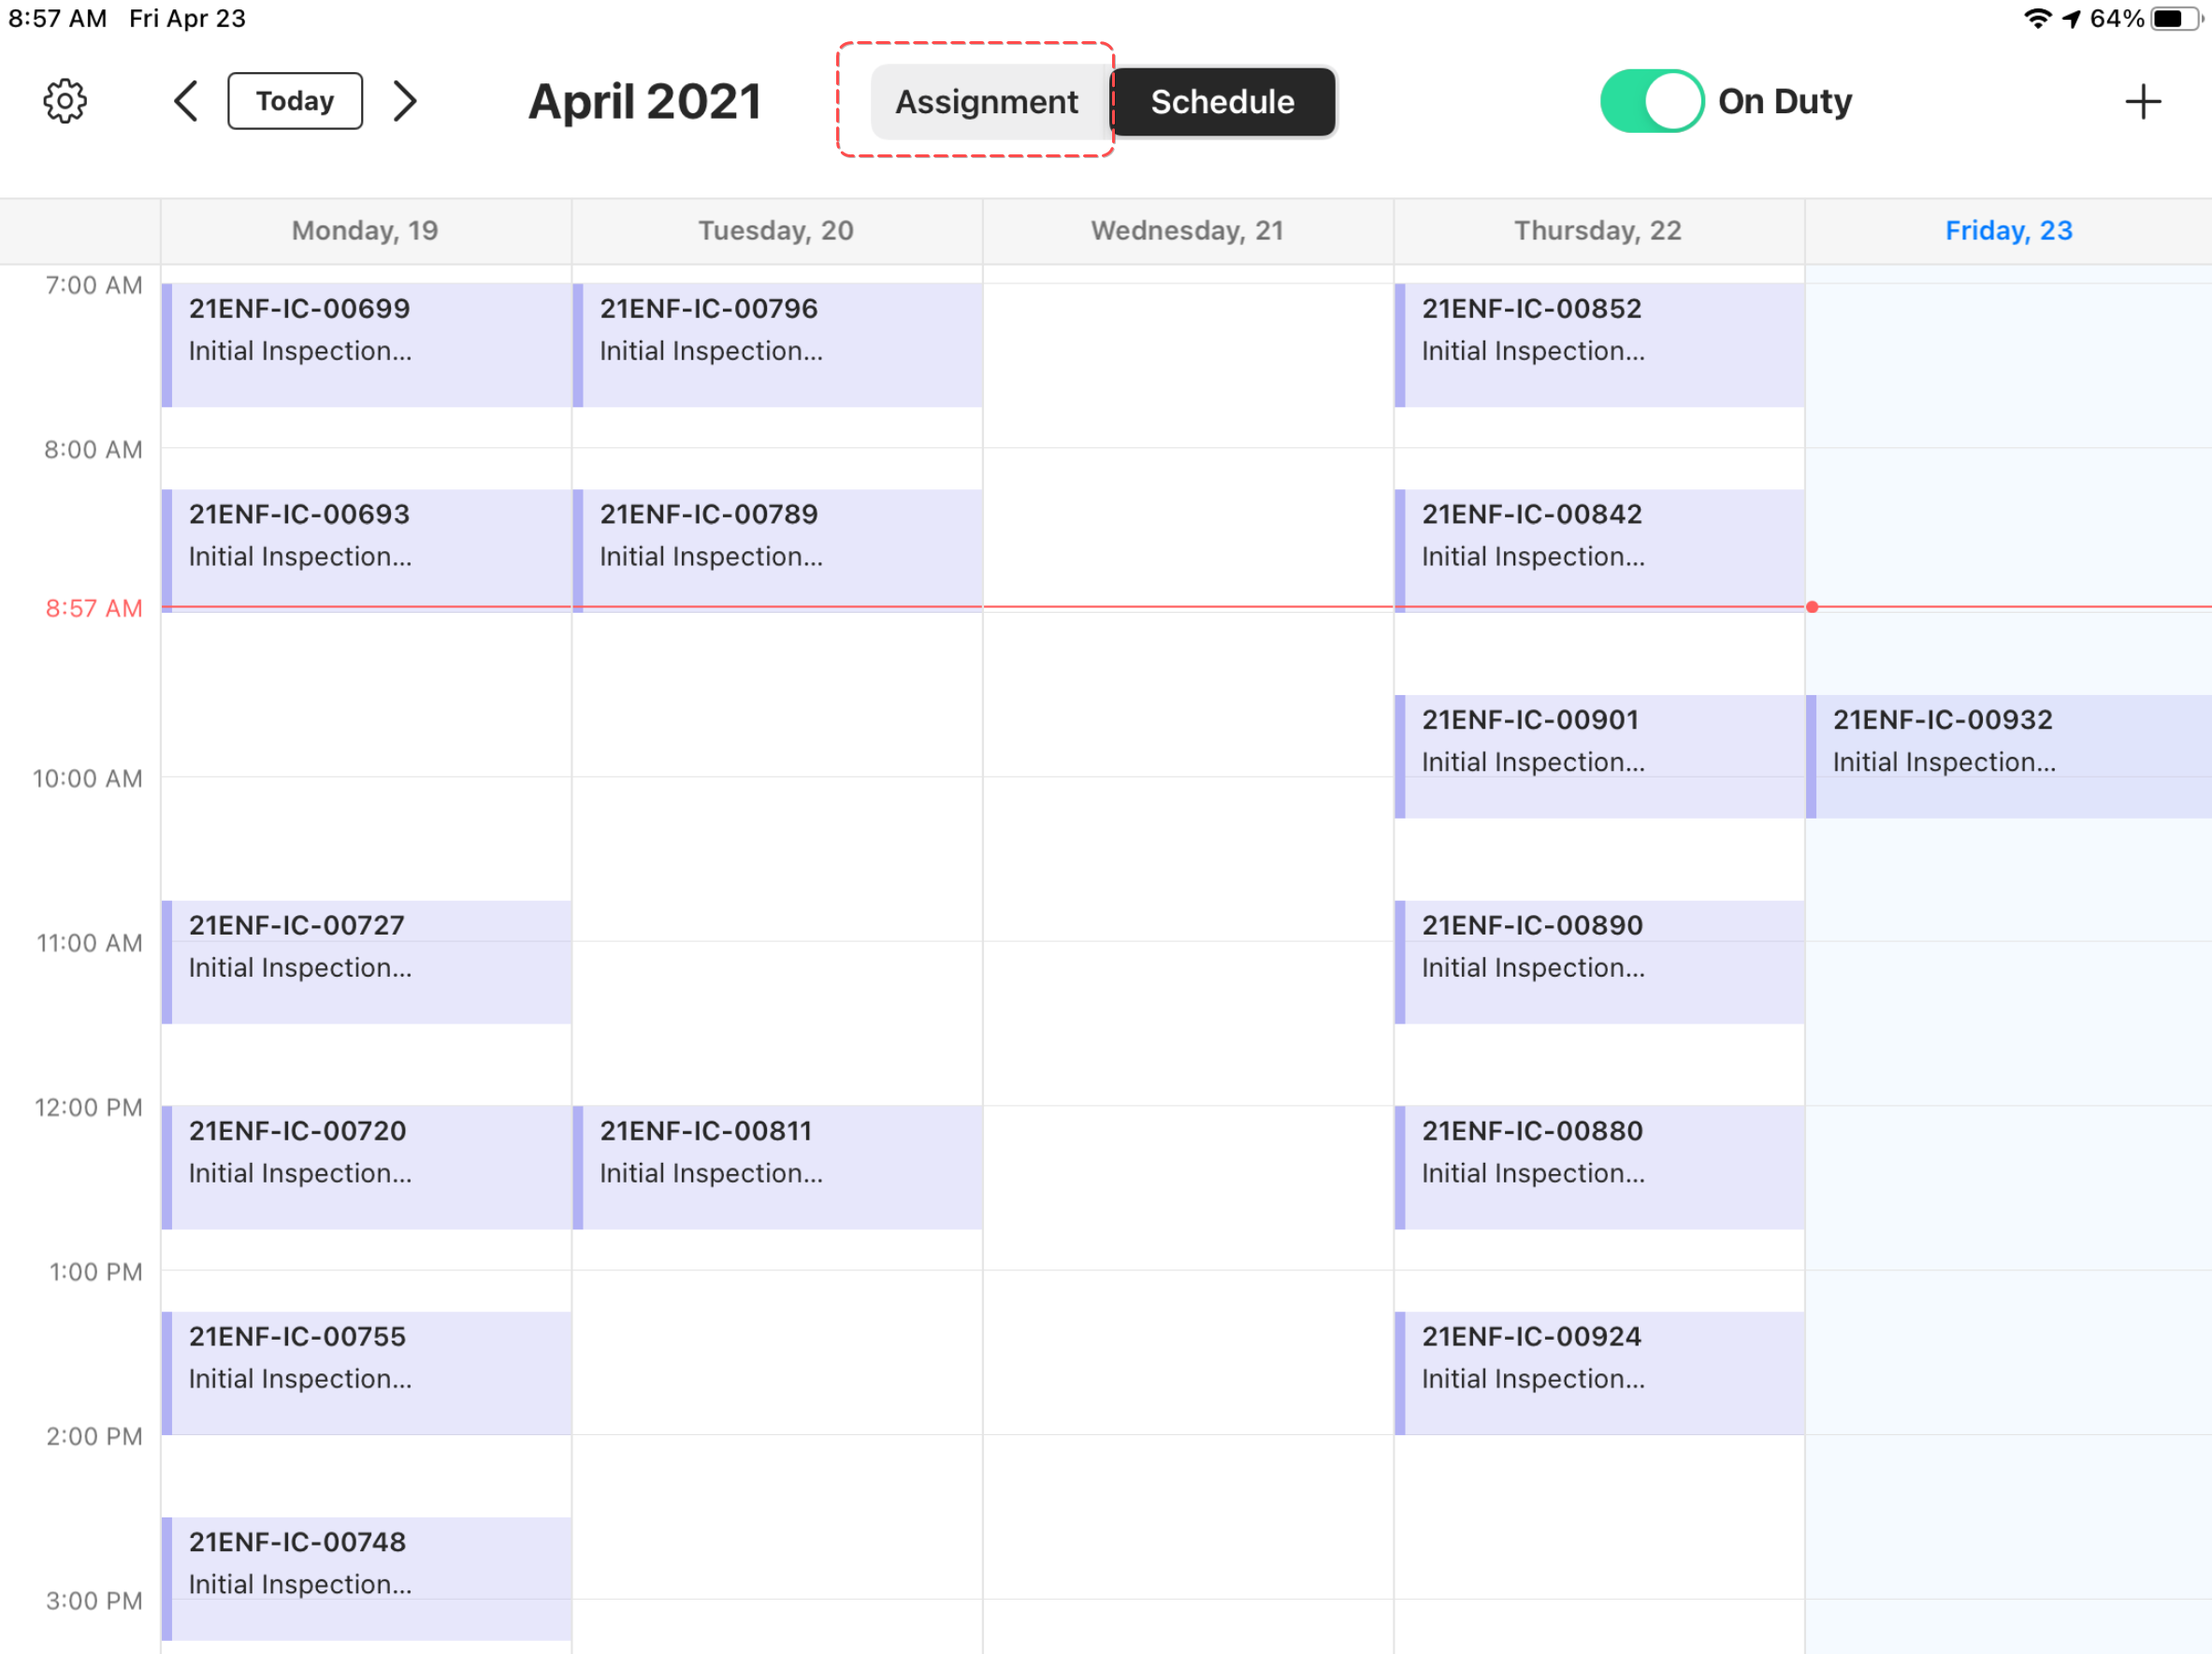 8:57 AM Fri Apr 23 64%
Today April 2021 Assignment Schedule On Duty
Monday, 19 Tuesday, 20 Wednesday, 21 Thursday, 22 Friday, 23
7:00 AM
21ENF-IC-00699 21ENF-IC-00796 21ENF-IC-00852
Initial Inspection... Initial Inspection... Initial Inspection...
8:00 AM
21ENF-IC-00693 21ENF-IC-00789 21ENF-IC-00842
Initial Inspection... Initial Inspection... Initial Inspection...
8:57 AM
21ENF-IC-00901 21ENF-IC-00932
Initial Inspection... Initial Inspection...
10:00 AM
21ENF-IC-00727 21ENF-IC-00890
11:00 AM
Initial Inspection... Initial Inspection...
12:00 PM
21ENF-IC-00720 21ENF-IC-00811 21ENF-IC-00880
Initial Inspection... Initial Inspection... Initial Inspection...
1:00 PM
21ENF-IC-00755 21ENF-IC-00924
Initial Inspection... Initial Inspection...
2:00 PM
21ENF-IC-00748
Initial Inspection...
3:00 PM